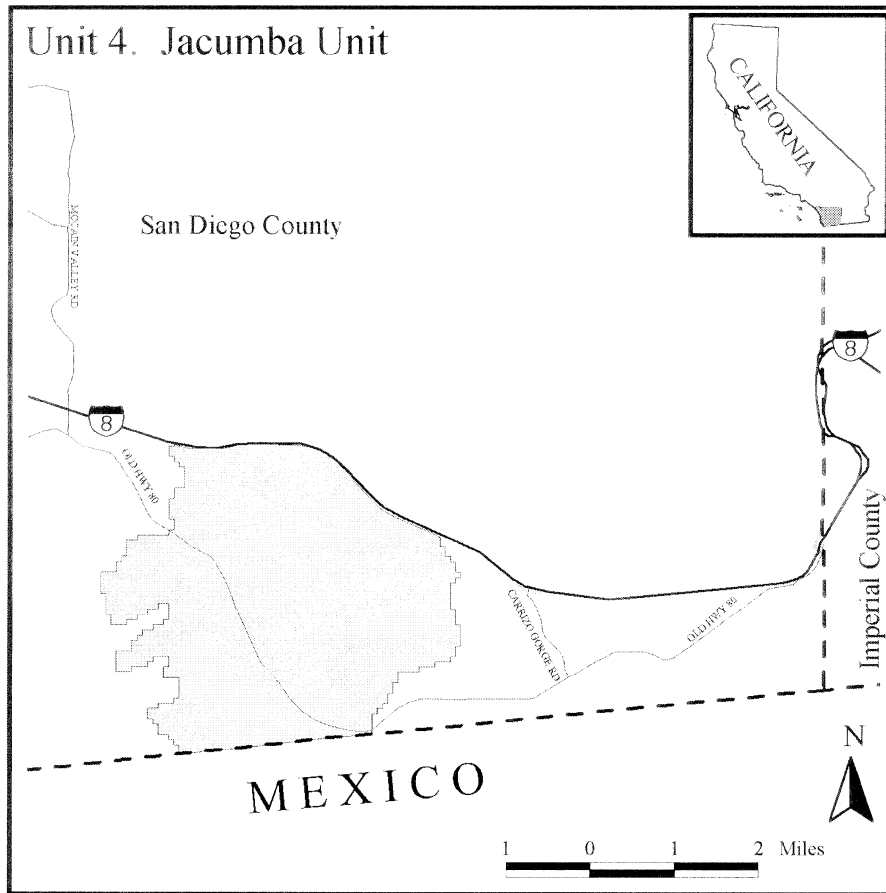 Unit 4. Jacumba Unit
CALIFORNIA
San Diego County
MCCAIN VALLEY RD
8
8
OLD HWY 80
CARRIZO GORGE RD
OLD HWY 80
Imperial County
MEXICO
N
1 0 1 2 Miles